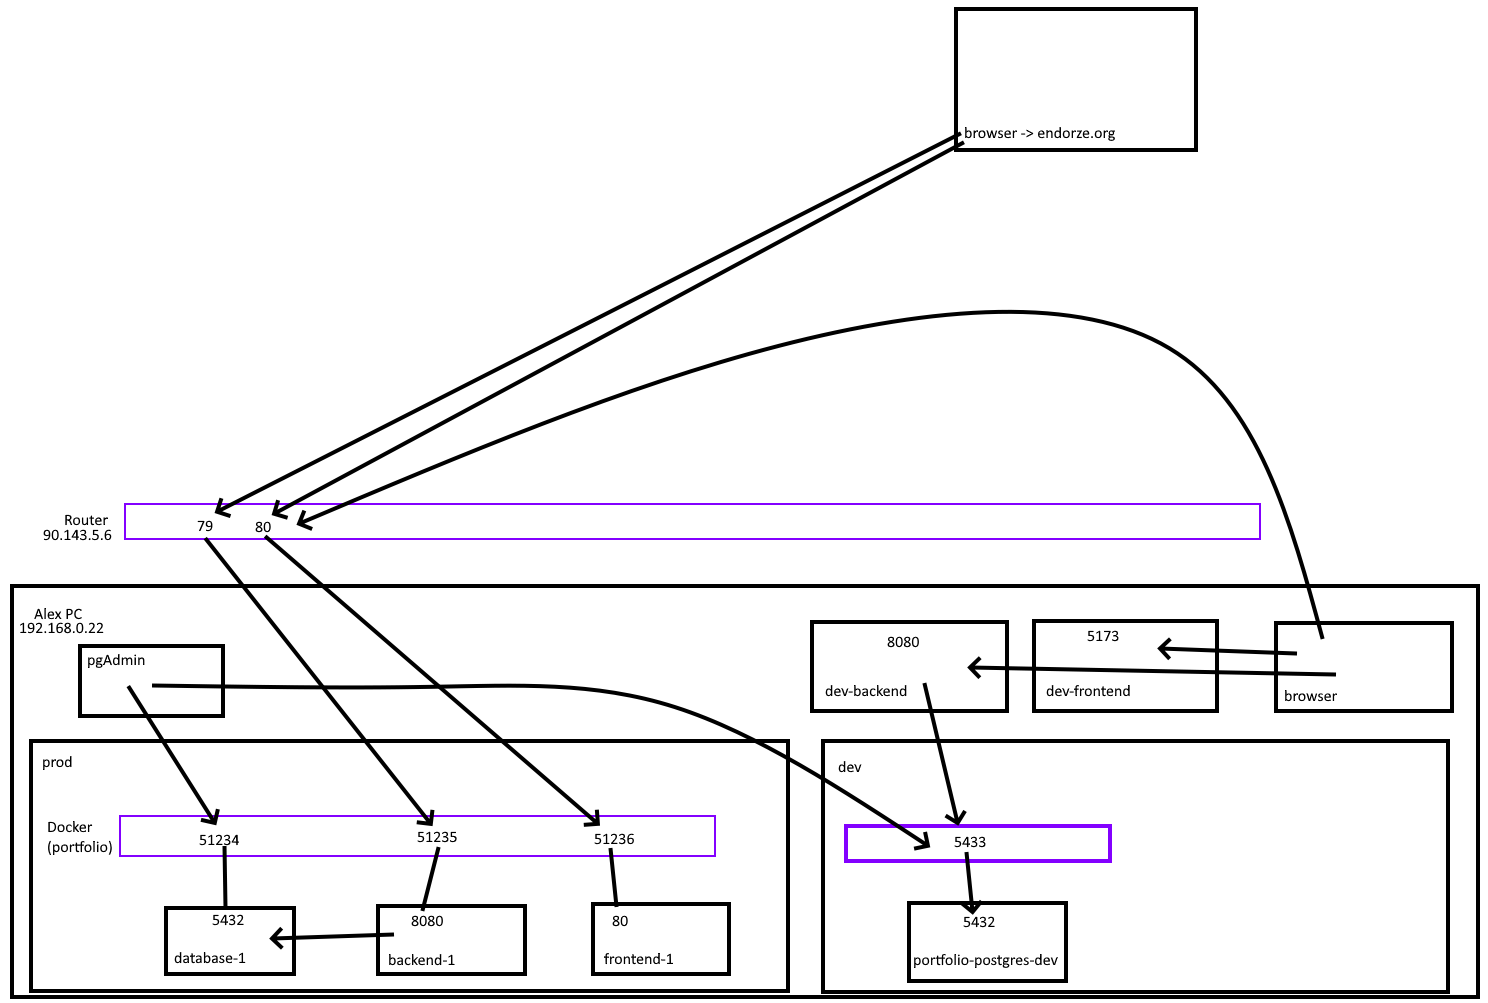 browser -> endorze.org
Router
90.143.5.6
79
80
Alex PC
192.168.0.22
pgAdmin
8080
dev-backend
5173
dev-frontend
browser
prod
Docker
(portfolio)
51234
51235
51236
5432
database-1
8080
backend-1
80
frontend-1
dev
5433
5432
portfolio-postgres-dev